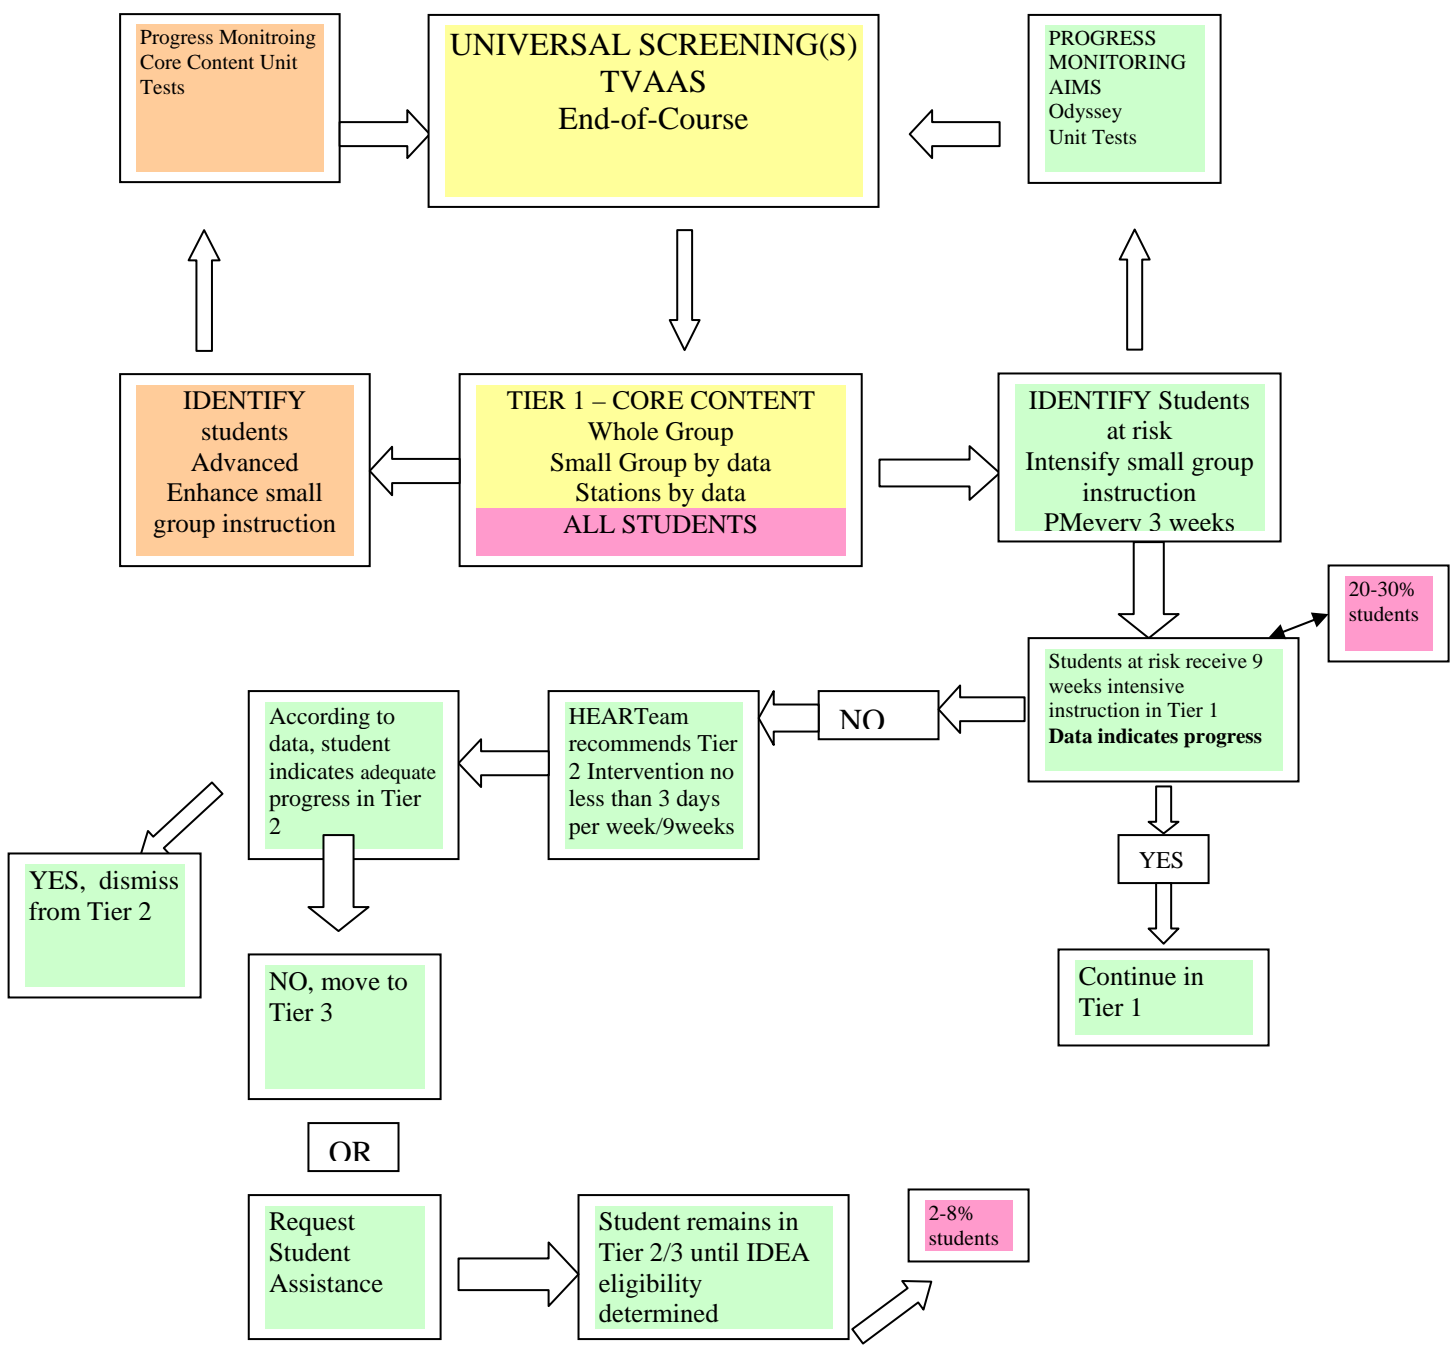 Progress Monitroing
Core Content Unit
Tests
UNIVERSAL SCREENING(S)
TVAAS
End-of-Course
PROGRESS
MONITORING
AIMS
Odyssey
Unit Tests
IDENTIFY
students
Advanced
Enhance small
group instruction
TIER 1 – CORE CONTENT
Whole Group
Small Group by data
Stations by data
ALL STUDENTS
IDENTIFY Students
at risk
Intensify small group
instruction
PMevery 3 weeks
20-30%
students
Students at risk receive 9
weeks intensive
instruction in Tier 1
Data indicates progress
NO
HEARTeam
recommends Tier
2 Intervention no
less than 3 days
per week/9weeks
According to
data, student
indicates adequate
progress in Tier
2
YES, dismiss
from Tier 2
YES
NO, move to
Tier 3
Continue in
Tier 1
OR
Request
Student
Assistance
Student remains in
Tier 2/3 until IDEA
eligibility
determined
2-8%
students